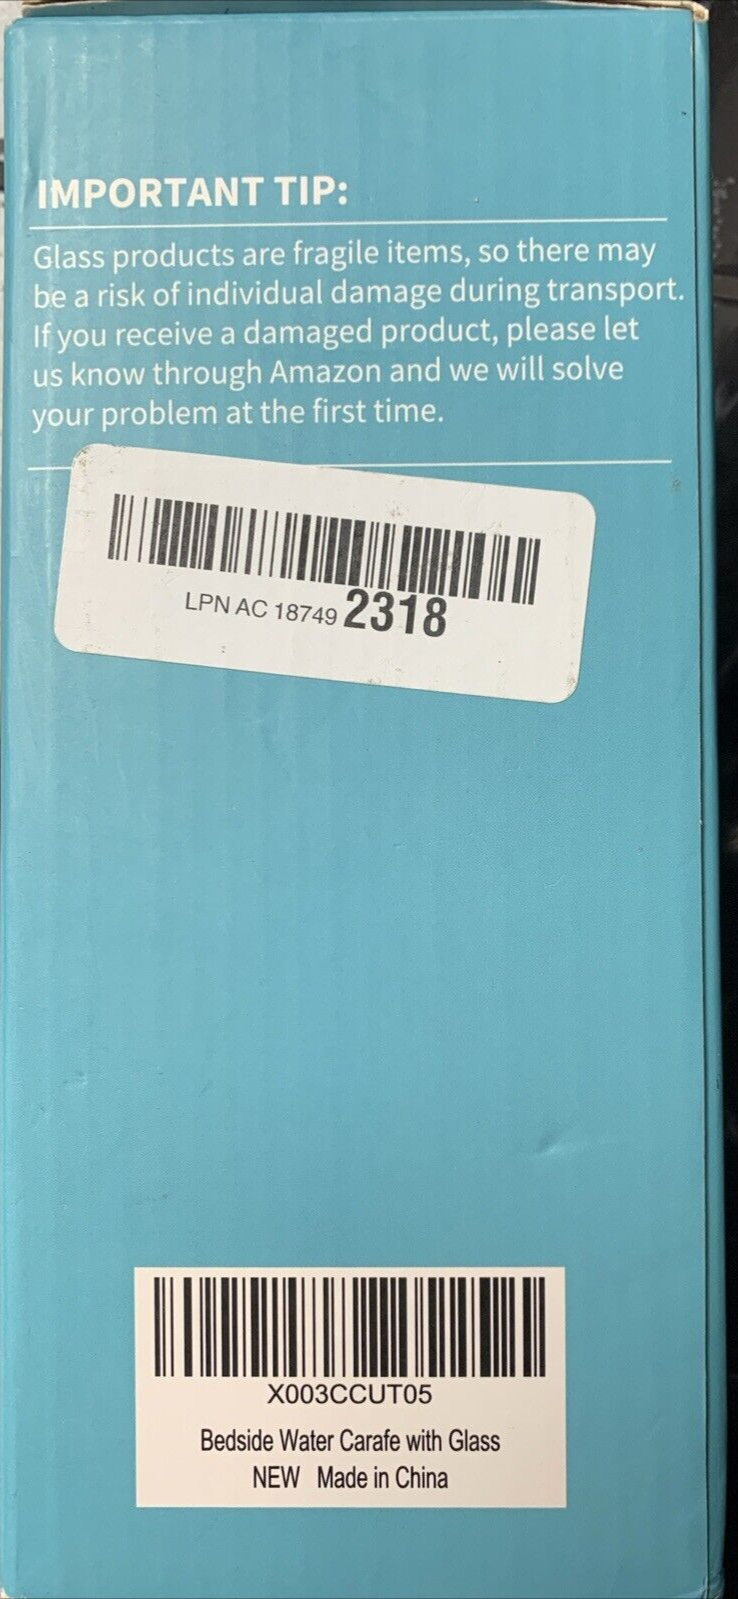 IMPORTANT TIP:
Glass products are fragile items, so there may
be a risk of individual damage during transport.
If you receive a damaged product, please let
us know through Amazon and we will solve
your problem at the first time.
LPN AC 18749 2318
X003CCUT05
Bedside Water Carafe with Glass
NEW Made in China